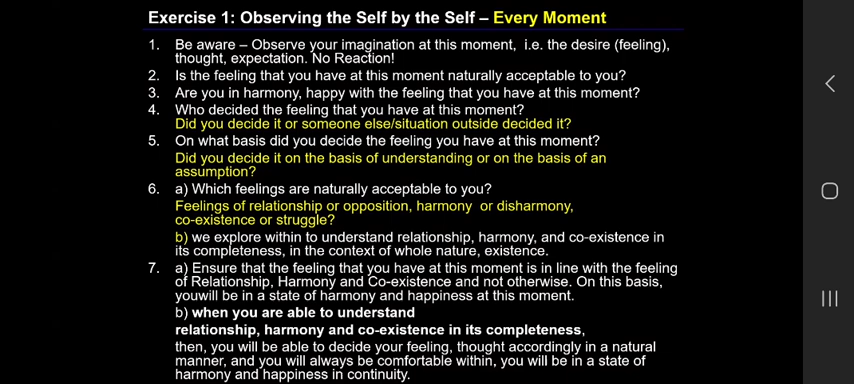 Exercise 1: Observing the Self by the Self – Every Moment
1. Be aware – Observe your imagination at this moment, i.e. the desire (feeling),
thought, expectation. No Reaction!
2. Is the feeling that you have at this moment naturally acceptable to you?
3. Are you in harmony, happy with the feeling that you have at this moment?
4. Who decided the feeling that you have at this moment?
Did you decide it or someone else/situation outside decided it?
5. On what basis did you decide the feeling you have at this moment?
Did you decide it on the basis of understanding or on the basis of an
assumption?
6. a) Which feelings are naturally acceptable to you?
Feelings of relationship or opposition, harmony or disharmony,
co-existence or struggle?
b) we explore within to understand relationship, harmony, and co-existence in
its completeness, in the context of whole nature, existence.
7. a) Ensure that the feeling that you have at this moment is in line with the feeling
of Relationship, Harmony and Co-existence and not otherwise. On this basis,
youwill be in a state of harmony and happiness at this moment.
b) when you are able to understand
relationship, harmony and co-existence in its completeness,
then, you will be able to decide your feeling, thought accordingly in a natural
manner, and you will always be comfortable within, you will be in a state of
harmony and happiness in continuity.